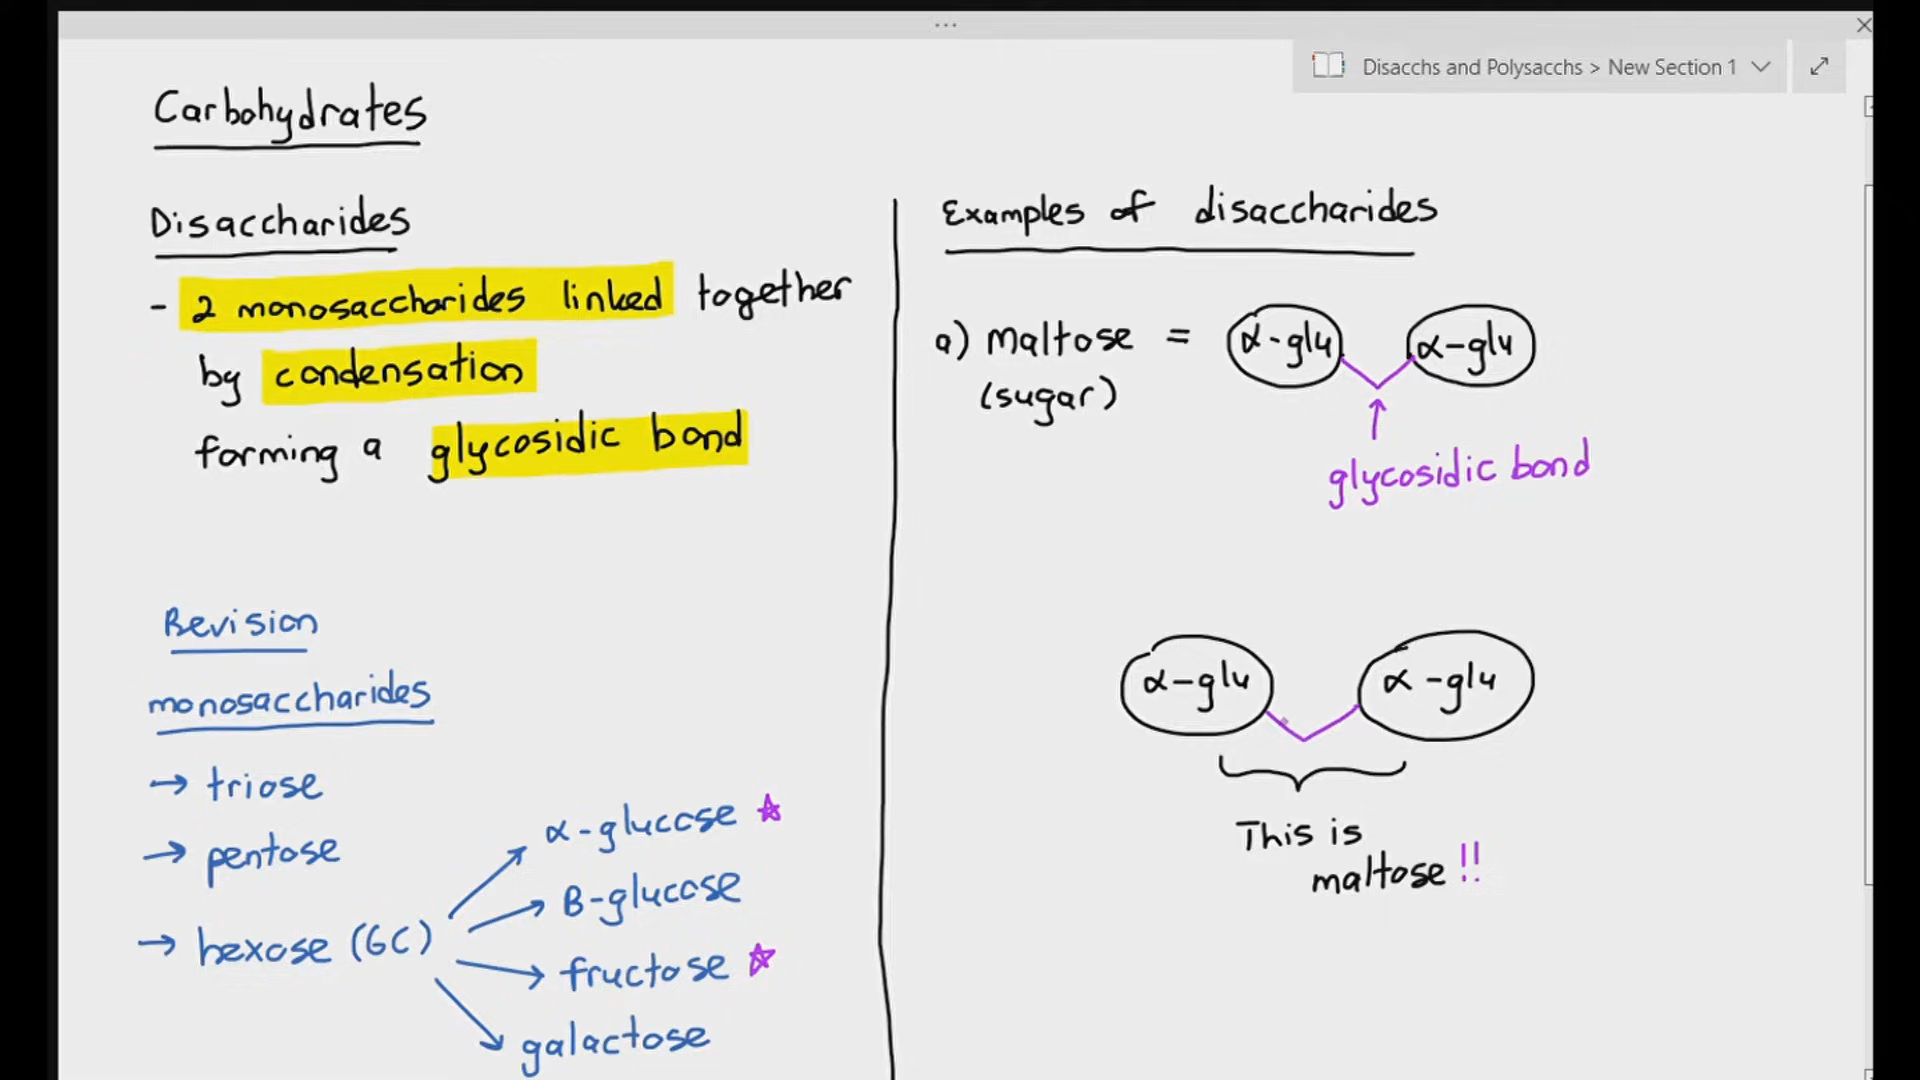 Disacchs and Polysacchs > New Section 1
Carbohydrates
Disaccharides
- 2 monosaccharides linked together
by condensation
forming a glycosidic bond
Revision
monosaccharides
→ triose
→ pentose
→ hexose (6C)
α-glucose ☆
B-glucose
fructose ☆
galactose
Examples of disaccharides
a) maltose = α-glu α-glu
(sugar)
glycosidic bond
α-glu α-glu
This is
maltose !!